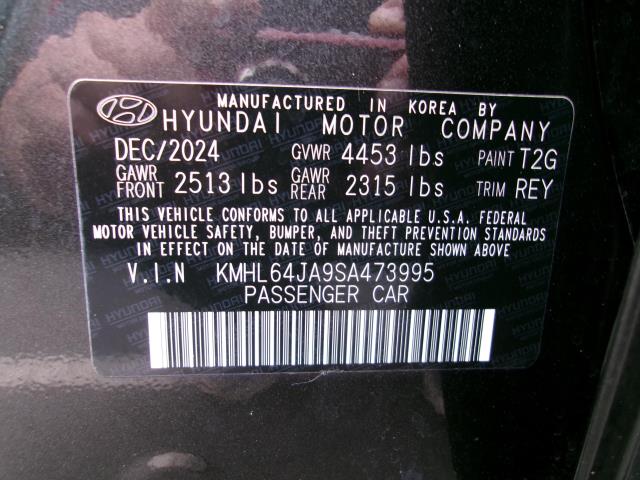 MANUFACTURED IN KOREA BY
HYUNDAI MOTOR COMPANY
DEC/2024 GVWR 4453 lbs PAINT T2G
GAWR FRONT 2513 lbs GAWR REAR 2315 lbs TRIM REY
THIS VEHICLE CONFORMS TO ALL APPLICABLE U.S.A. FEDERAL
MOTOR VEHICLE SAFETY, BUMPER, AND THEFT PREVENTION STANDARDS
IN EFFECT ON THE DATE OF MANUFACTURE SHOWN ABOVE.
V.I.N KMHL64JA9SA473995
PASSENGER CAR